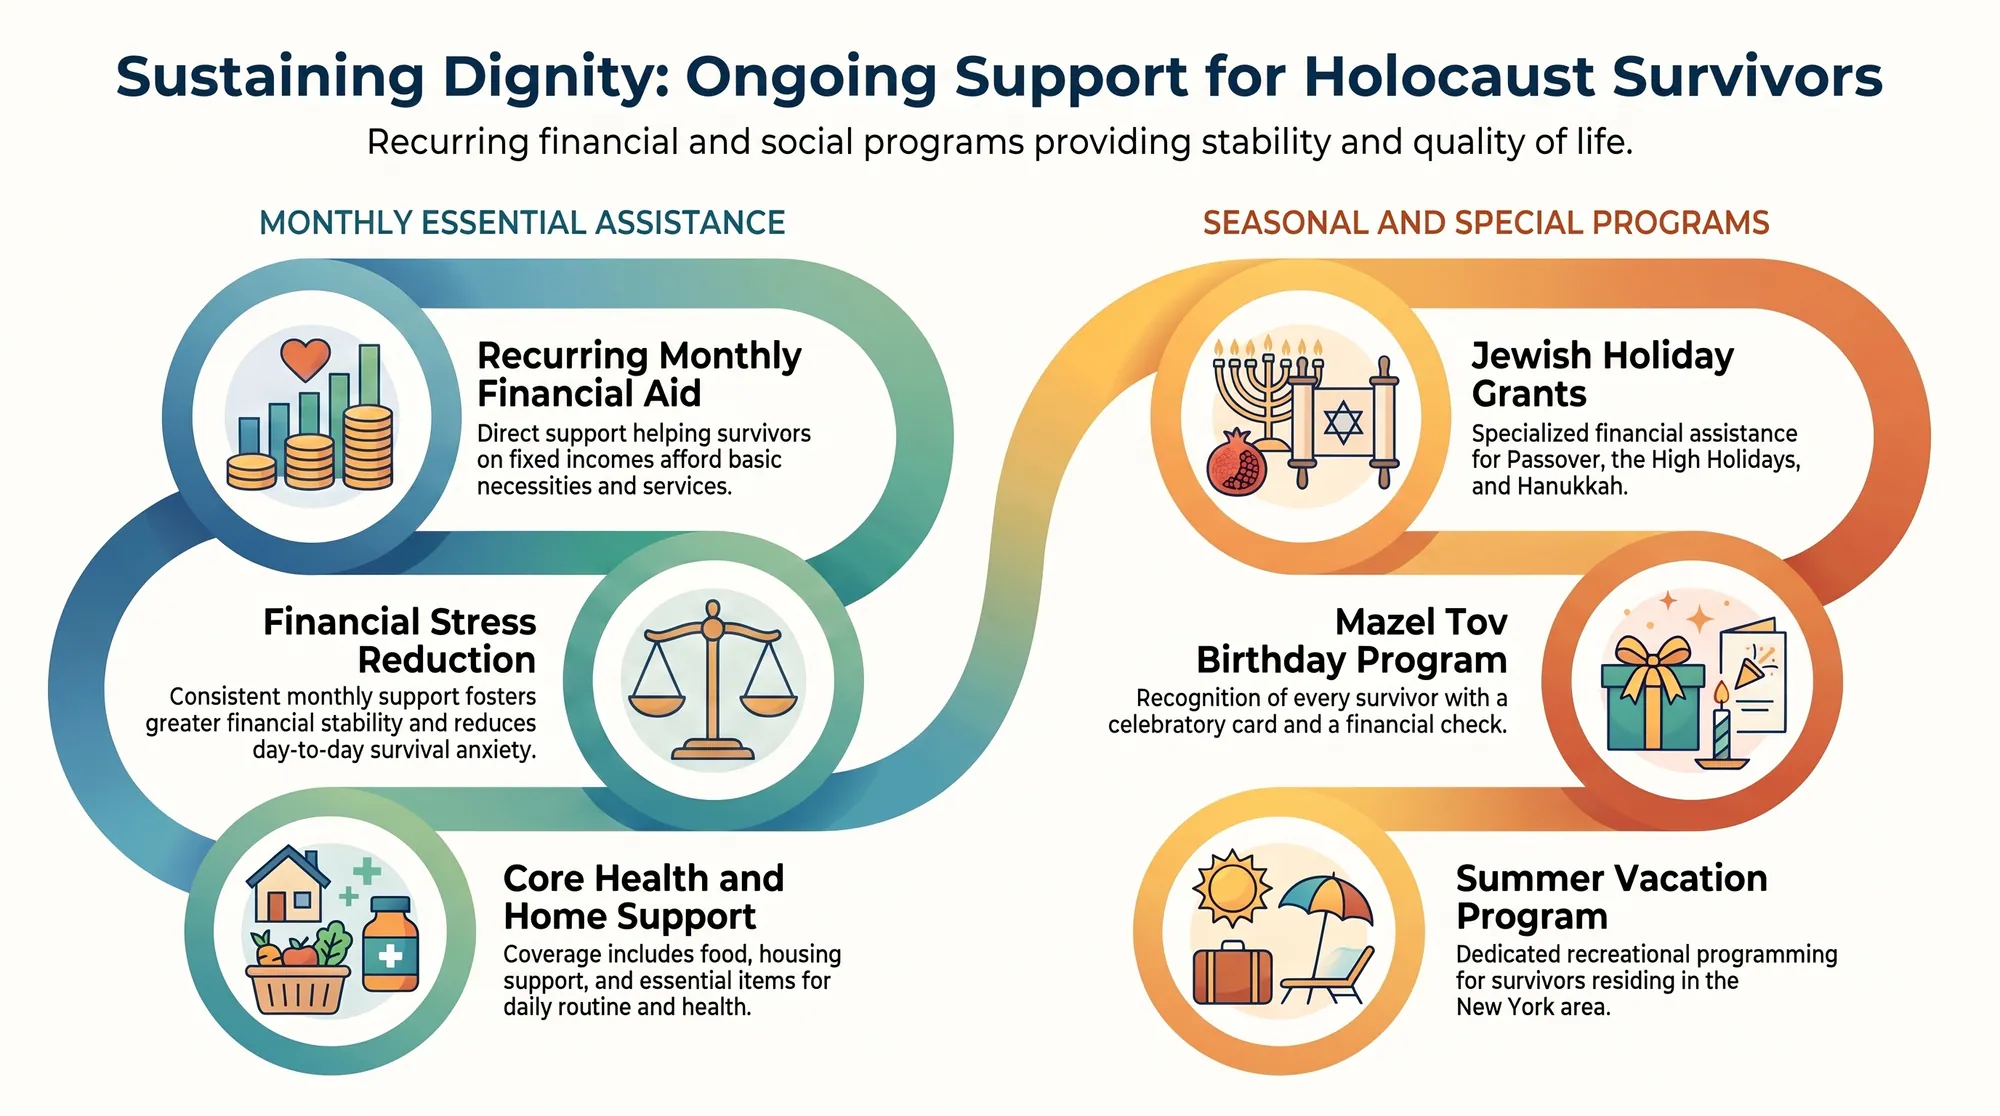 Sustaining Dignity: Ongoing Support for Holocaust Survivors
Recurring financial and social programs providing stability and quality of life.
MONTHLY ESSENTIAL ASSISTANCE
Recurring Monthly
Financial Aid
Direct support helping survivors
on fixed incomes afford basic
necessities and services.
Financial Stress
Reduction
Consistent monthly support fosters
greater financial stability and reduces
day-to-day survival anxiety.
Core Health and
Home Support
Coverage includes food, housing
support, and essential items for
daily routine and health.
SEASONAL AND SPECIAL PROGRAMS
Jewish Holiday
Grants
Specialized financial assistance
for Passover, the High Holidays,
and Hanukkah.
Mazel Tov
Birthday Program
Recognition of every survivor with a
celebratory card and a financial check.
Summer Vacation
Program
Dedicated recreational programming
for survivors residing in the
New York area.